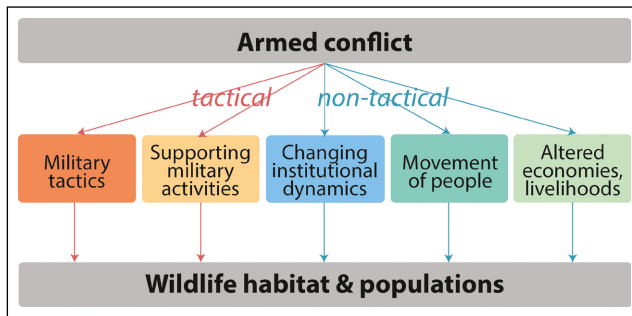 Armed conflict
tactical non-tactical
Military
tactics
Supporting
military
activities
Changing
institutional
dynamics
Movement
of people
Altered
economies,
livelihoods
Wildlife habitat & populations